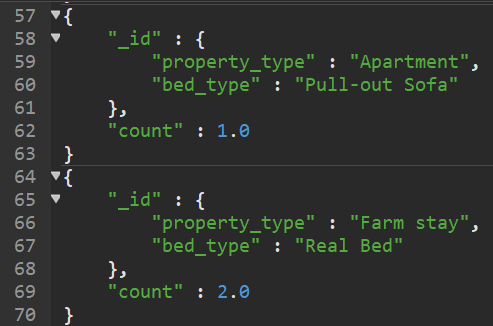 57 {
58 "_id" : {
59 "property_type" : "Apartment",
60 "bed_type" : "Pull-out Sofa"
61 },
62 "count" : 1.0
63 }
64 {
65 "_id" : {
66 "property_type" : "Farm stay",
67 "bed_type" : "Real Bed"
68 },
69 "count" : 2.0
70 }